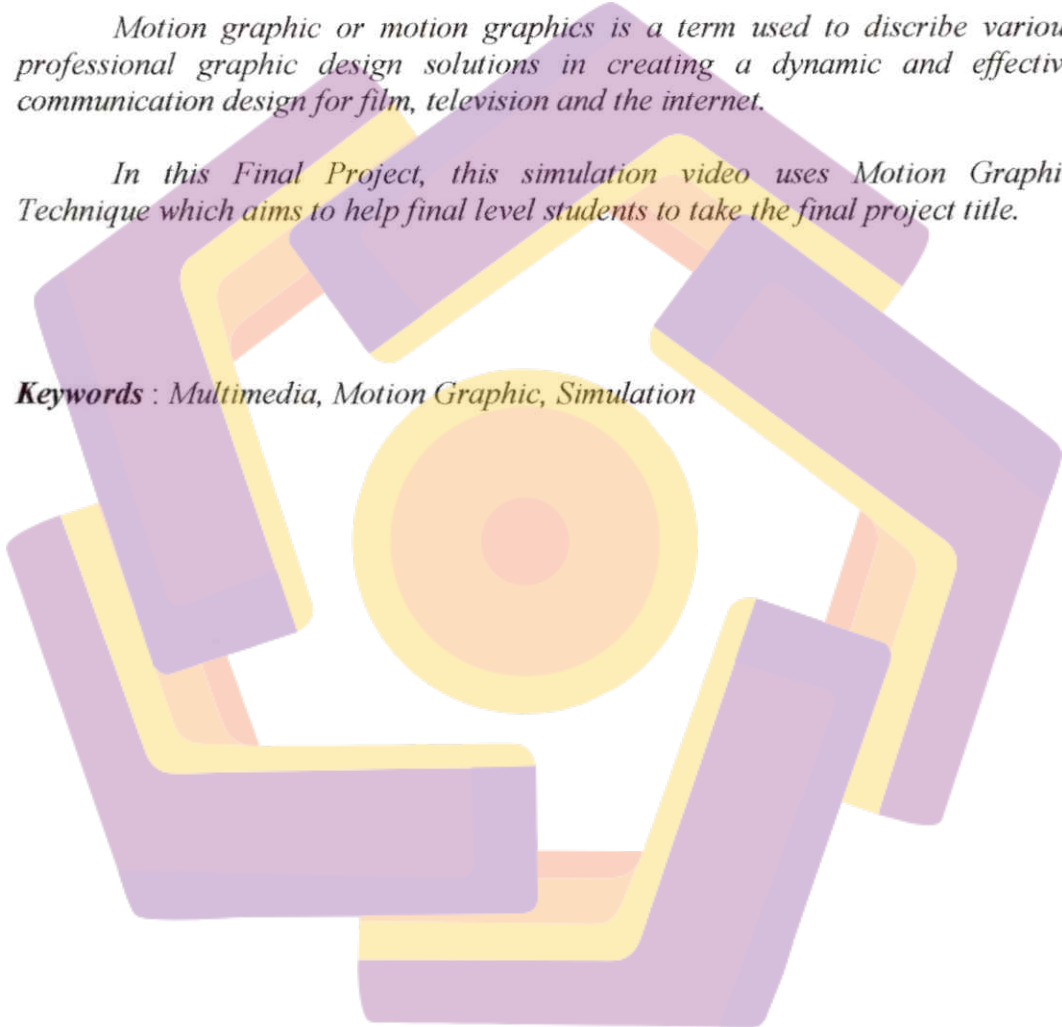 Motion graphic or motion graphics is a term used to discribe variou
professional graphic design solutions in creating a dynamic and effectiv
communication design for film, television and the internet.
In this Final Project, this simulation video uses Motion Graphi
Technique which aims to help final level students to take the final project title.
Keywords : Multimedia, Motion Graphic, Simulation